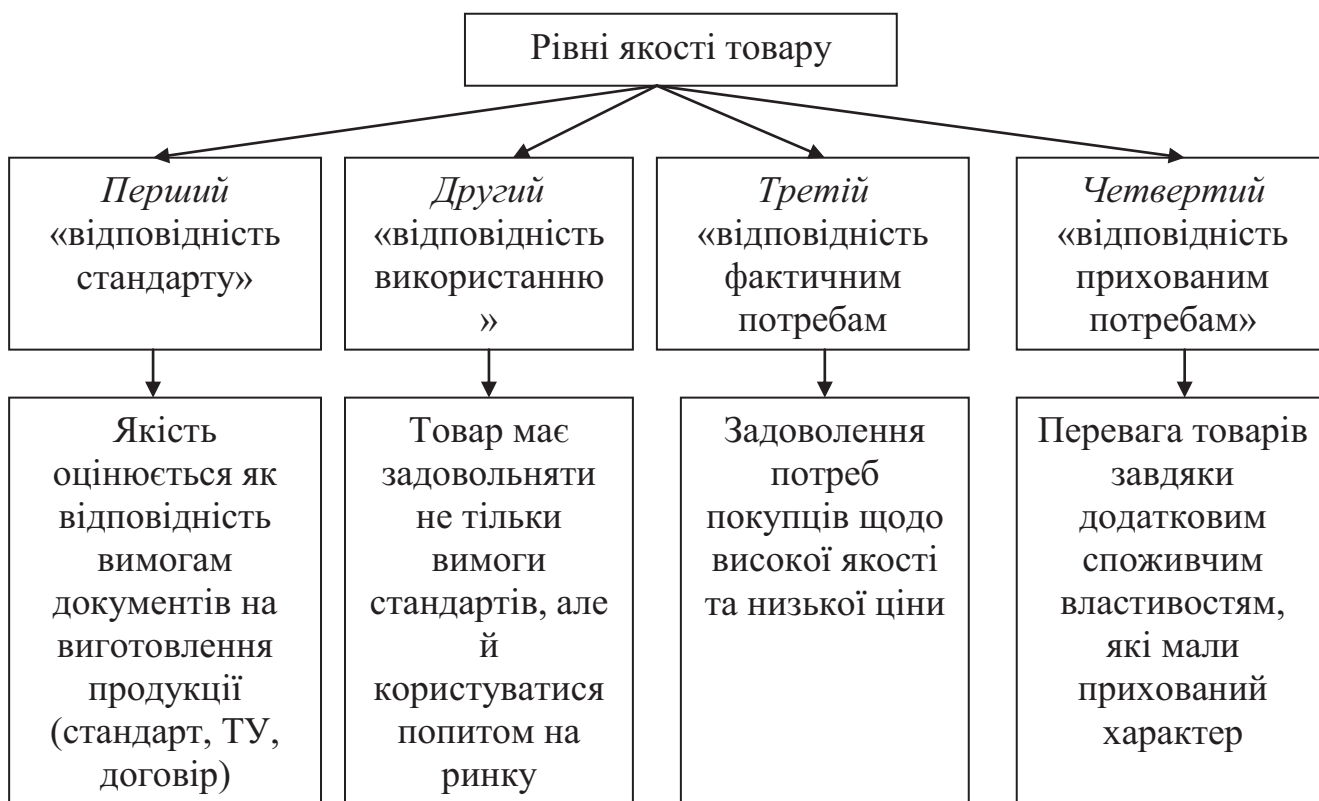 Рівні якості товару
Перший
«відповідність
стандарту»
Другий
«відповідність
використанню
»
Третій
«відповідність
фактичним
потребам
Четвертий
«відповідність
прихованим
потребам»
Якість
оцінюється як
відповідність
вимогам
документів на
виготовлення
продукції
(стандарт, ТУ,
договір)
Товар має
задовольняти
не тільки
вимоги
стандартів, але
й
користуватися
попитом на
ринку
Задоволення
потреб
покупців щодо
високої якості
та низької ціни
Перевага товарів
завдяки
додатковим
споживчим
властивостям,
які мали
прихований
характер